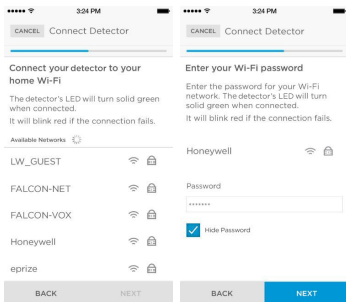 3:24 PM
CANCEL Connect Detector
Connect your detector to your
home Wi-Fi
The detector's LED will turn solid green
when connected.
It will blink red if the connection fails.
Available Networks
LW_GUEST
FALCON-NET
FALCON-VOX
Honeywell
eprize
BACK NEXT
3:24 PM
CANCEL Connect Detector
Enter your Wi-Fi password
Enter the password for your Wi-Fi
network. The detector's LED will turn
solid green when connected.
It will blink red if the connection fails.
Honeywell
Password
*******
Hide Password
BACK NEXT